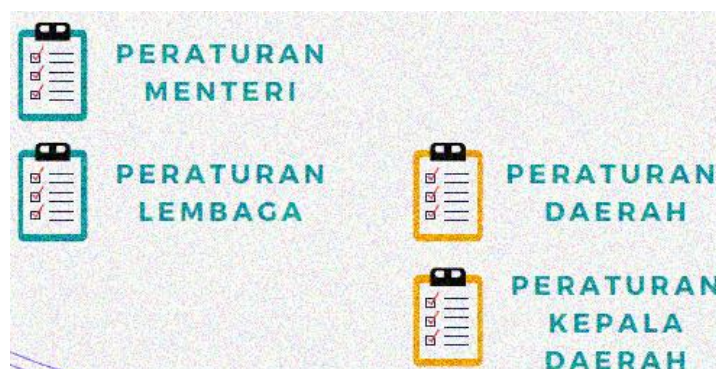 PERATURAN
MENTERI
PERATURAN
LEMBAGA
PERATURAN
DAERAH
PERATURAN
KEPALA
DAERAH